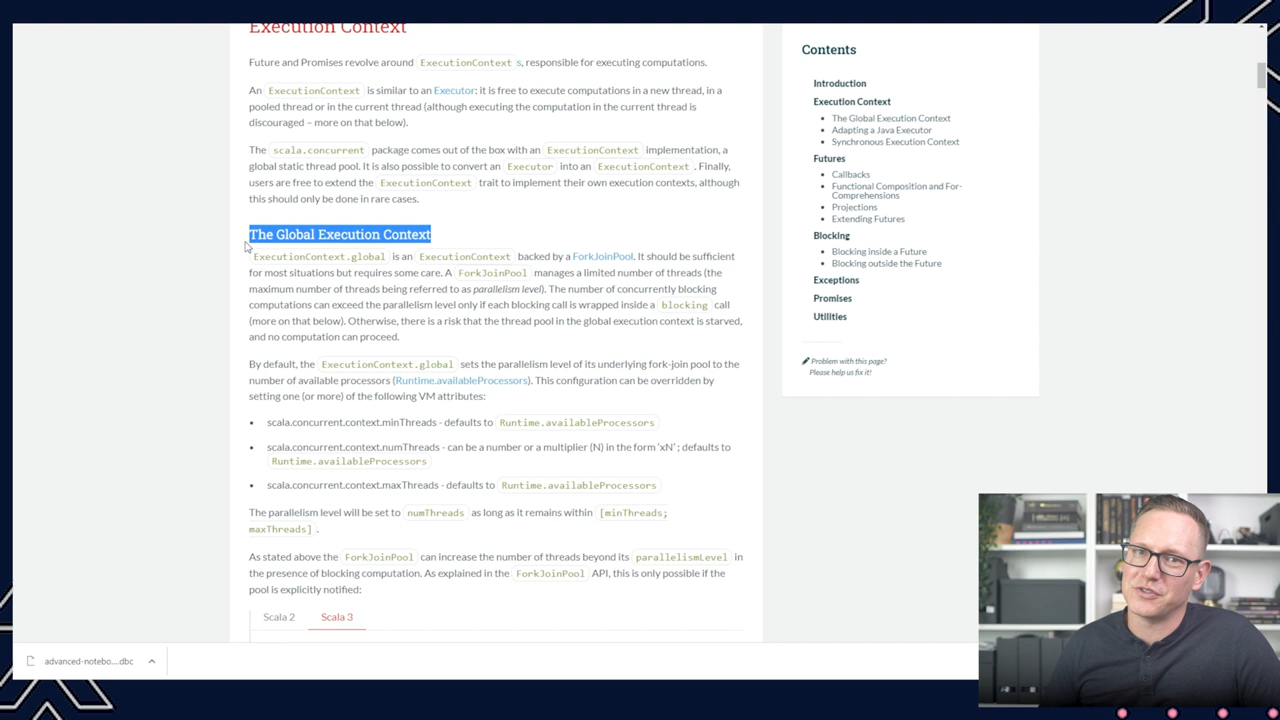 Execution Context
Future and Promises revolve around ExecutionContext s, responsible for executing computations.
An ExecutionContext is similar to an Executor: it is free to execute computations in a new thread, in a
pooled thread or in the current thread (although executing the computation in the current thread is
discouraged – more on that below).
The scala.concurrent package comes out of the box with an ExecutionContext implementation, a
global static thread pool. It is also possible to convert an Executor into an ExecutionContext . Finally,
users are free to extend the ExecutionContext trait to implement their own execution contexts, although
this should only be done in rare cases.
The Global Execution Context
ExecutionContext.global is an ExecutionContext backed by a ForkJoinPool. It should be sufficient
for most situations but requires some care. A ForkJoinPool manages a limited number of threads (the
maximum number of threads being referred to as parallelism level). The number of concurrently blocking
computations can exceed the parallelism level only if each blocking call is wrapped inside a blocking call
(more on that below). Otherwise, there is a risk that the thread pool in the global execution context is starved,
and no computation can proceed.
By default, the ExecutionContext.global sets the parallelism level of its underlying fork-join pool to the
number of available processors (Runtime.availableProcessors). This configuration can be overridden by
setting one (or more) of the following VM attributes:
• scala.concurrent.context.minThreads - defaults to Runtime.availableProcessors
• scala.concurrent.context.numThreads - can be a number or a multiplier (N) in the form ‘xN’ ; defaults to
Runtime.availableProcessors
• scala.concurrent.context.maxThreads - defaults to Runtime.availableProcessors
The parallelism level will be set to numThreads as long as it remains within [minThreads;
maxThreads] .
As stated above the ForkJoinPool can increase the number of threads beyond its parallelismLevel in
the presence of blocking computation. As explained in the ForkJoinPool API, this is only possible if the
pool is explicitly notified:
Scala 2 Scala 3
Contents
Introduction
Execution Context
• The Global Execution Context
• Adapting a Java Executor
• Synchronous Execution Context
Futures
• Callbacks
• Functional Composition and For-
Comprehensions
• Projections
• Extending Futures
Blocking
• Blocking inside a Future
• Blocking outside the Future
Exceptions
Promises
Utilities
Problem with this page?
Please help us fix it!
advanced-notebo....dbc